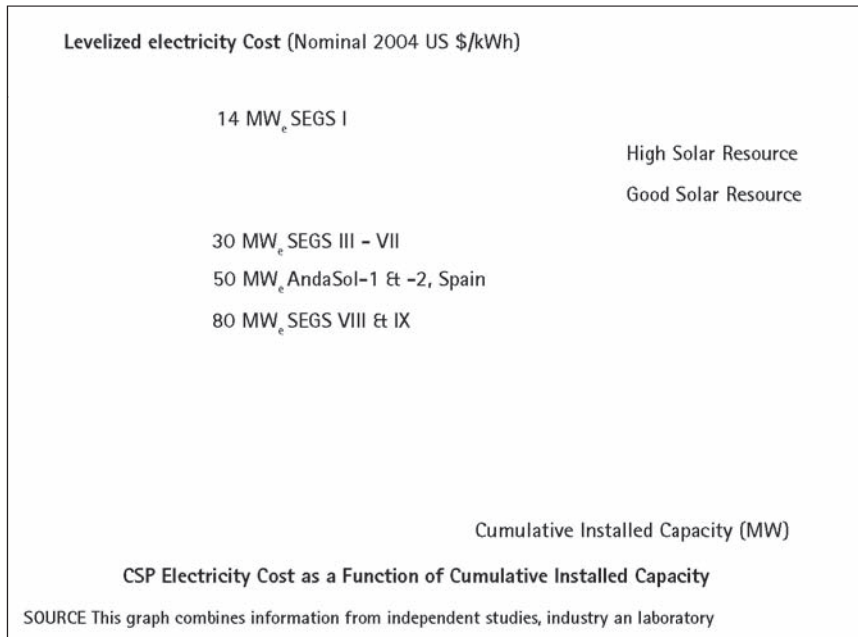 Levelized electricity Cost (Nominal 2004 US $/kWh)
14 MWe SEGS I
High Solar Resource
Good Solar Resource
30 MWe SEGS III - VII
50 MWe AndaSol-1 & -2, Spain
80 MWe SEGS VIII & IX
Cumulative Installed Capacity (MW)
CSP Electricity Cost as a Function of Cumulative Installed Capacity
SOURCE This graph combines information from independent studies, industry an laboratory